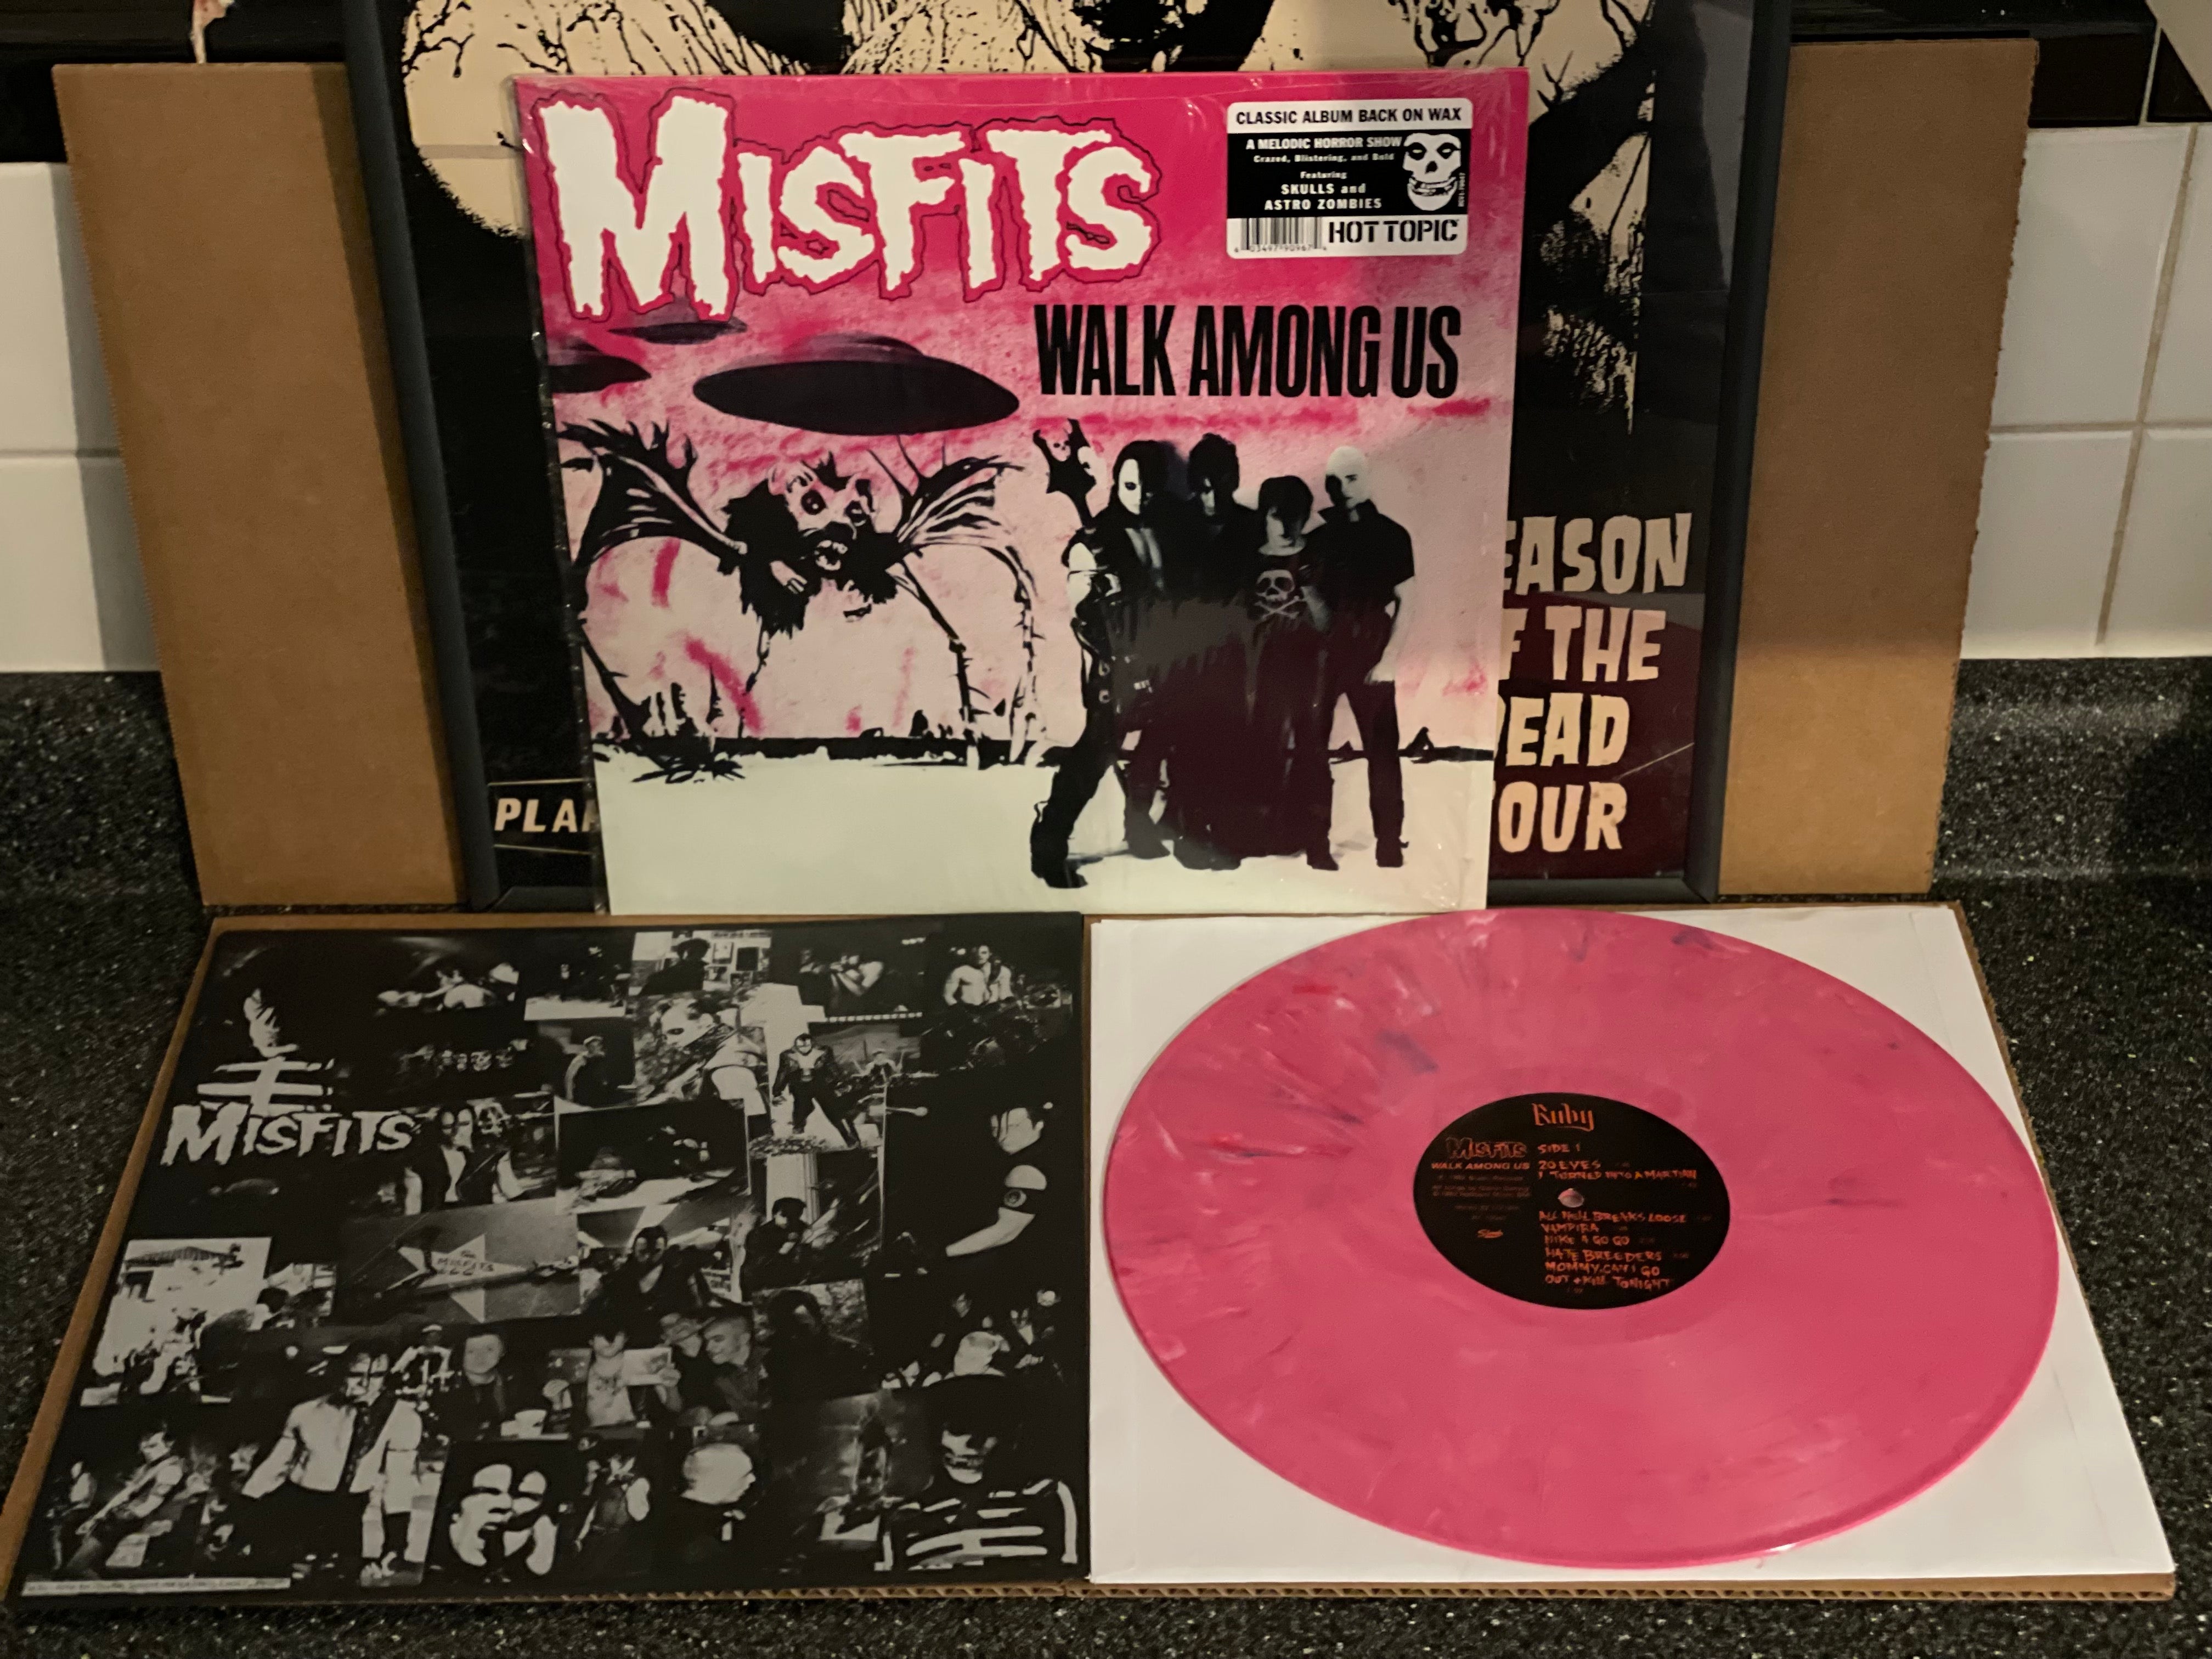 MISFITS
CLASSIC ALBUM BACK ON WAX
A MELODIC HORROR SHOW
Crazed, Blistering, and Bold
Featuring
SKULLS and
ASTRO ZOMBIES
HOT TOPIC
WALK AMONG US
EASON
THE
EAD
OUR
PLA
MISFITS
Ruby
MISFITS
WALK AMONG US
SIDE 1
20 EYES
I TURNED INTO A MARTIAN
ALL HELL BREAKS LOOSE
VAMPIRA
NIKE A GO GO
HATE BREEDERS
MOMMY, CAN I GO
OUT + KILL TONIGHT